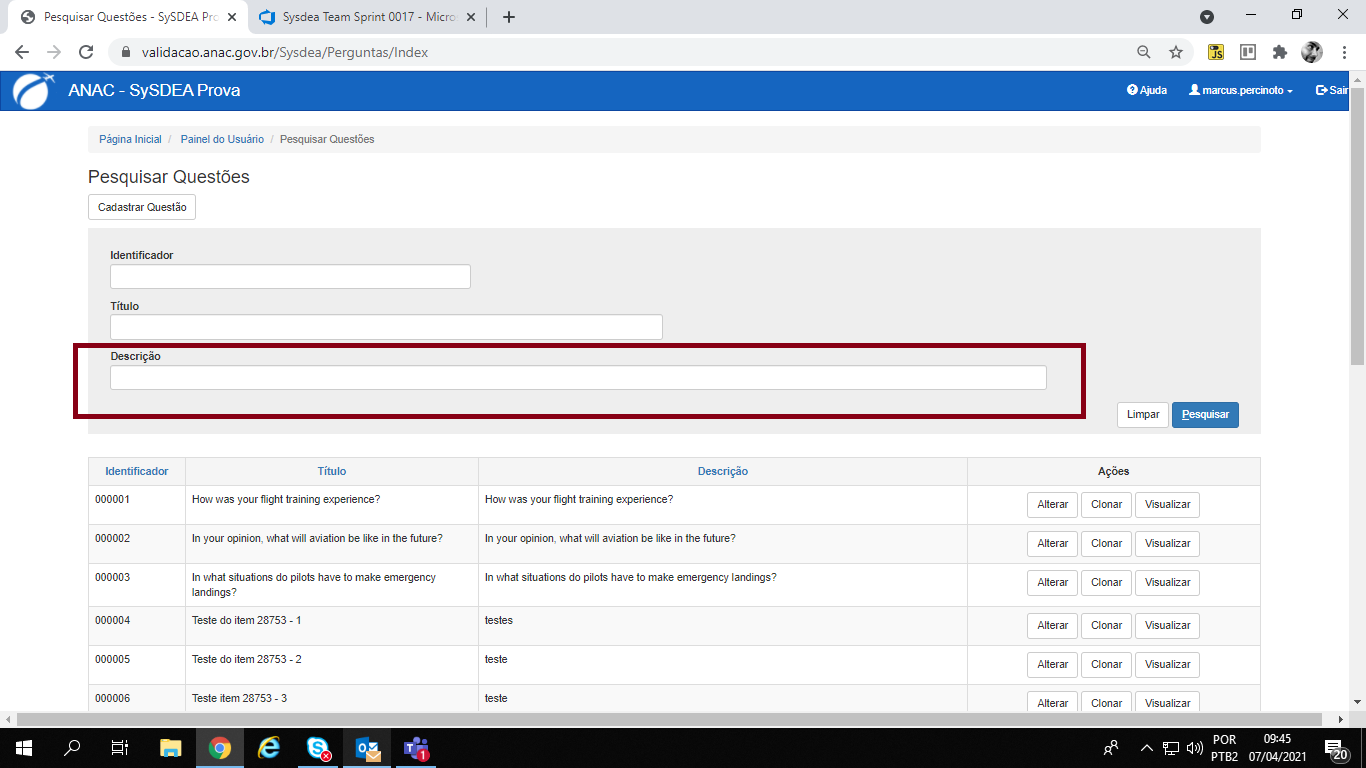 Pesquisar Questões - SySDEA Pro
Sysdea Team Sprint 0017 - Micro
validacao.anac.gov.br/Sysdea/Perguntas/Index
JS
ANAC - SySDEA Prova
Ajuda
marcus.percinoto
Sair
Página Inicial / Painel do Usuário / Pesquisar Questões
Pesquisar Questões
Cadastrar Questão
Identificador
Título
Descrição
Limpar Pesquisar
Identificador Título Descrição Ações
000001 How was your flight training experience? How was your flight training experience? Alterar Clonar Visualizar
000002 In your opinion, what will aviation be like in the future? In your opinion, what will aviation be like in the future? Alterar Clonar Visualizar
000003 In what situations do pilots have to make emergency In what situations do pilots have to make emergency landings? Alterar Clonar Visualizar
landings?
000004 Teste do item 28753 - 1 testes Alterar Clonar Visualizar
000005 Teste do item 28753 - 2 teste Alterar Clonar Visualizar
000006 Teste item 28753 - 3 teste Alterar Clonar Visualizar
POR 09:45
PTB2 07/04/2021
1
20